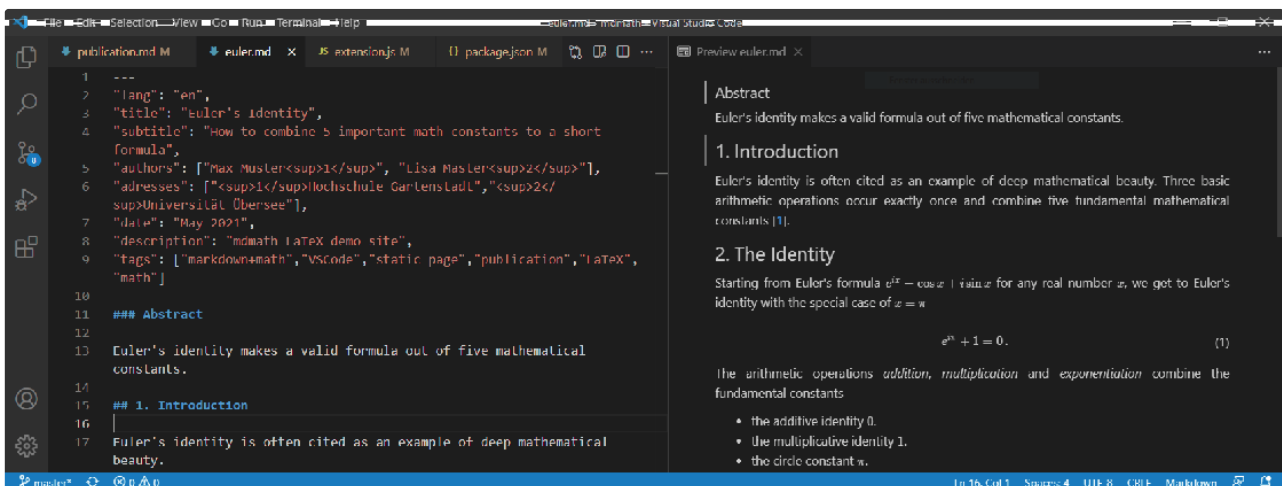 File Edit Selection View Go Run Terminal Help
euler.md - mdmath - Visual Studio Code
publication.md M
euler.md
JS extension.js M
{} package.json M
Preview euler.md
1 ---
2 "lang": "en",
3 "title": "Euler's Identity",
4 "subtitle": "How to combine 5 important math constants to a short
formula",
5 "authors": ["Max Muster<sup>1</sup>", "Lisa Master<sup>2</sup>"],
6 "adresses": ["<sup>1</sup>Hochschule Gartenstadt","<sup>2</
sup>Universität Übersee"],
7 "date": "May 2021",
8 "description": "mdmath LaTeX demo site",
9 "tags": ["markdown+math","VSCode","static page","publication","LaTeX",
"math"]
10
11 ### Abstract
12
13 Euler's identity makes a valid formula out of five mathematical
constants.
14
15 ## 1. Introduction
16
17 Euler's identity is often cited as an example of deep mathematical
beauty.
Abstract
Euler's identity makes a valid formula out of five mathematical constants.
1. Introduction
Euler's identity is often cited as an example of deep mathematical beauty. Three basic
arithmetic operations occur exactly once and combine five fundamental mathematical
constants [1].
2. The Identity
Starting from Euler's formula e^{ix} = cos x + i sin x for any real number x, we get to Euler's
identity with the special case of x = π
e^{iπ} + 1 = 0. (1)
The arithmetic operations addition, multiplication and exponentiation combine the
fundamental constants
• the additive identity 0.
• the multiplicative identity 1.
• the circle constant π.
master* 0 0
Ln 16, Col 1 Spaces: 4 UTF-8 CRLF Markdown